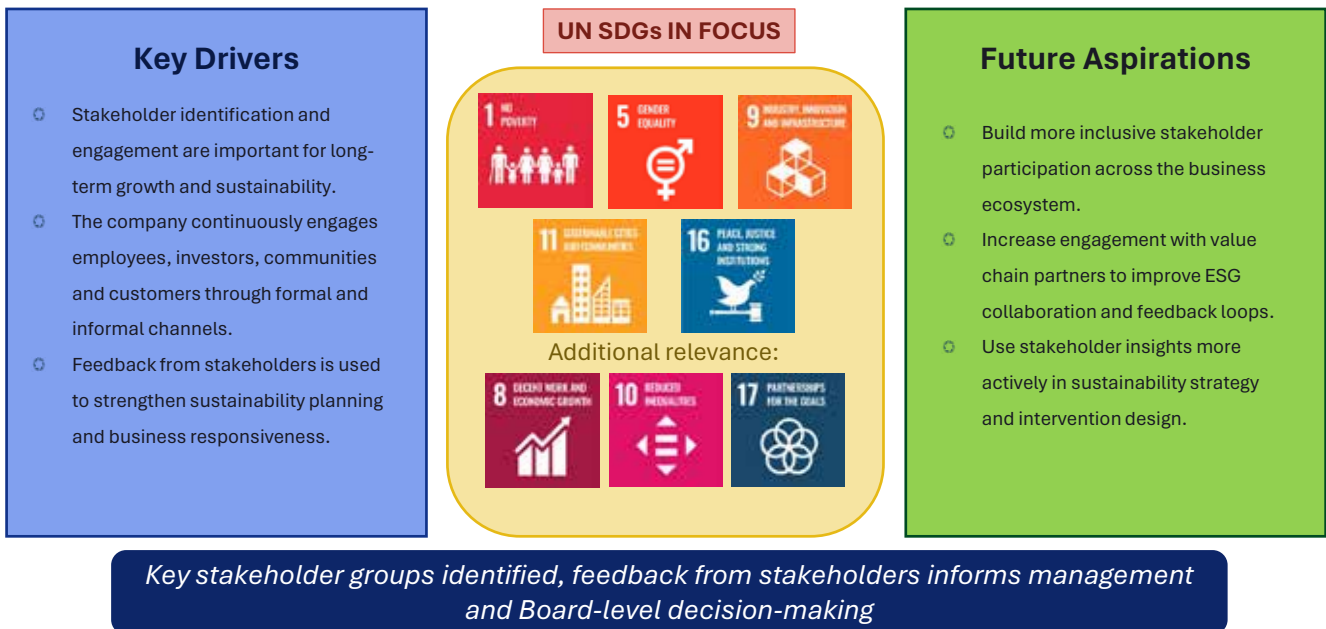 Key Drivers
Stakeholder identification and
engagement are important for long-
term growth and sustainability.
The company continuously engages
employees, investors, communities
and customers through formal and
informal channels.
Feedback from stakeholders is used
to strengthen sustainability planning
and business responsiveness.
UN SDGs IN FOCUS
1 NO
POVERTY
5 GENDER
EQUALITY
9 INDUSTRY, INNOVATION
AND INFRASTRUCTURE
11 SUSTAINABLE CITIES
AND COMMUNITIES
16 PEACE, JUSTICE
AND STRONG
INSTITUTIONS
Additional relevance:
8 DECENT WORK AND
ECONOMIC GROWTH
10 REDUCED
INEQUALITIES
17 PARTNERSHIPS
FOR THE GOALS
Future Aspirations
Build more inclusive stakeholder
participation across the business
ecosystem.
Increase engagement with value
chain partners to improve ESG
collaboration and feedback loops.
Use stakeholder insights more
actively in sustainability strategy
and intervention design.
Key stakeholder groups identified, feedback from stakeholders informs management
and Board-level decision-making